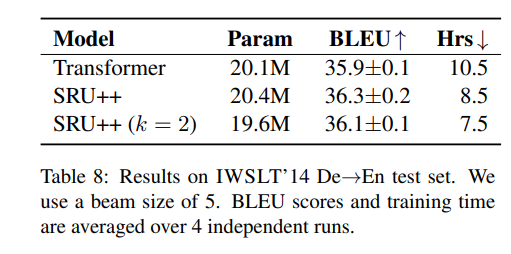 Model Param BLEU↑ Hrs↓
Transformer 20.1M 35.9±0.1 10.5
SRU++ 20.4M 36.3±0.2 8.5
SRU++ (k = 2) 19.6M 36.1±0.1 7.5
Table 8: Results on IWSLT’14 De→En test set. We
use a beam size of 5. BLEU scores and training time
are averaged over 4 independent runs.